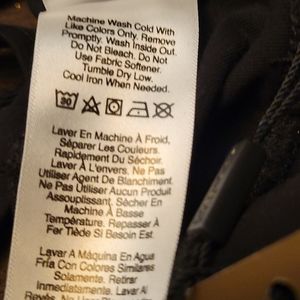 Machine Wash Cold With
Like Colors Only. Remove
Promptly. Wash Inside Out.
Do Not Bleach. Do Not
Use Fabric Softener.
Tumble Dry Low.
Cool Iron When Needed.
30
Laver En Machine À Froid,
Séparer Les Couleurs.
Rapidement Du Séchoir.
Laver À L'envers. Ne Pas
Utiliser Agent De Blanchiment.
Ne Pas Utiliser Aucun Produit
Assouplissant. Sécher En
Machine À Basse
Température. Repasser À
Fer Tiède Si Besoin Est.
Lavar A Máquina En Agua
Fría Con Colores Similares
Solamente. Retirar
Inmediatamente. Lavar Al
Revés. No Usar